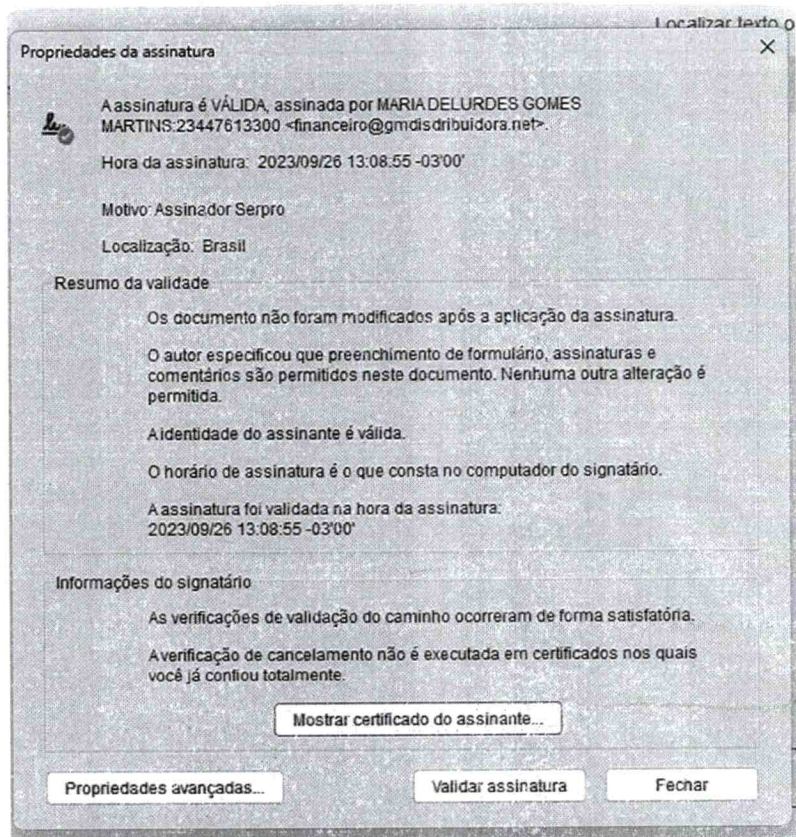 Localizar texto o
Propriedades da assinatura
A assinatura é VÁLIDA, assinada por MARIA DELURDES GOMES
MARTINS:23447613300 <financeiro@gmdisdribuidora.net>.
Hora da assinatura: 2023/09/26 13:08:55 -03'00'
Motivo: Assinador Serpro
Localização: Brasil
Resumo da validade
Os documento não foram modificados após a aplicação da assinatura.
O autor especificou que preenchimento de formulário, assinaturas e
comentários são permitidos neste documento. Nenhuma outra alteração é
permitida.
A identidade do assinante é válida.
O horário de assinatura é o que consta no computador do signatário.
A assinatura foi validada na hora da assinatura:
2023/09/26 13:08:55 -03'00'
Informações do signatário
As verificações de validação do caminho ocorreram de forma satisfatória.
A verificação de cancelamento não é executada em certificados nos quais
você já confiou totalmente.
Mostrar certificado do assinante...
Propriedades avançadas...
Validar assinatura
Fechar